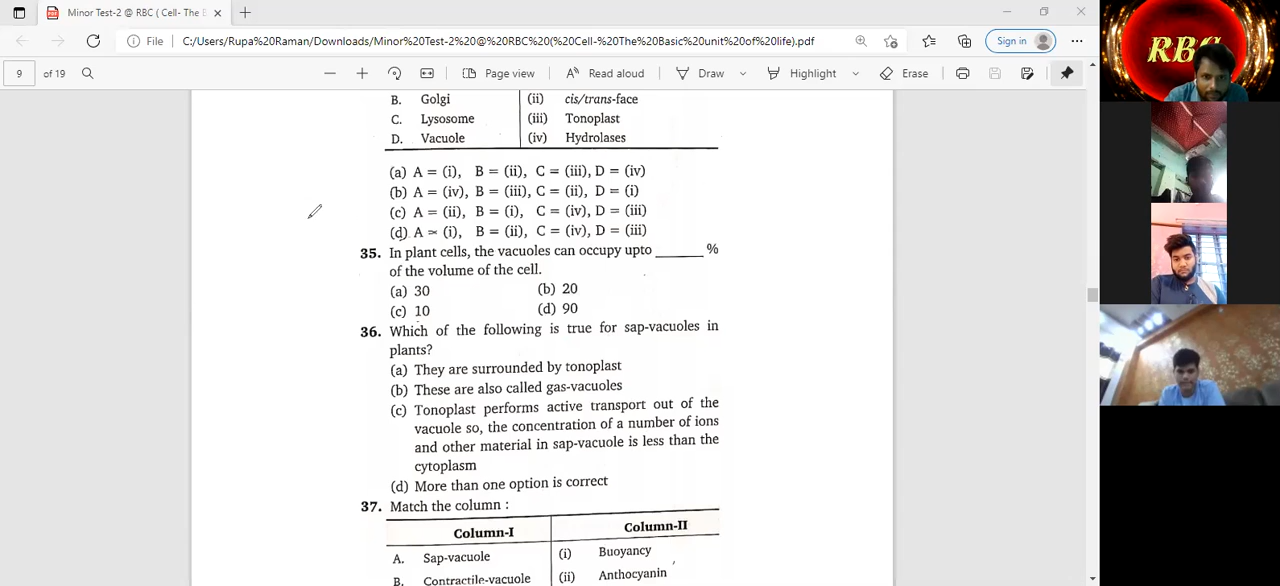 Minor Test-2 @ RBC ( Cell- The B
File C:/Users/Rupa%20Raman/Downloads/Minor%20Test-2%20@%20RBC%20(%20Cell-%20The%20Basic%20unit%20of%20life).pdf Sign in
9 of 19 Page view Read aloud Draw Highlight Erase
RBC
B. Golgi (ii) cis/trans-face
C. Lysosome (iii) Tonoplast
D. Vacuole (iv) Hydrolases
(a) A = (i), B = (ii), C = (iii), D = (iv)
(b) A = (iv), B = (iii), C = (ii), D = (i)
(c) A = (ii), B = (i), C = (iv), D = (iii)
(d) A = (i), B = (ii), C = (iv), D = (iii)
35. In plant cells, the vacuoles can occupy upto ______ %
of the volume of the cell.
(a) 30 (b) 20
(c) 10 (d) 90
36. Which of the following is true for sap-vacuoles in
plants?
(a) They are surrounded by tonoplast
(b) These are also called gas-vacuoles
(c) Tonoplast performs active transport out of the
vacuole so, the concentration of a number of ions
and other material in sap-vacuole is less than the
cytoplasm
(d) More than one option is correct
37. Match the column :
Column-I Column-II
A. Sap-vacuole (i) Buoyancy
B. Contractile-vacuole (ii) Anthocyanin